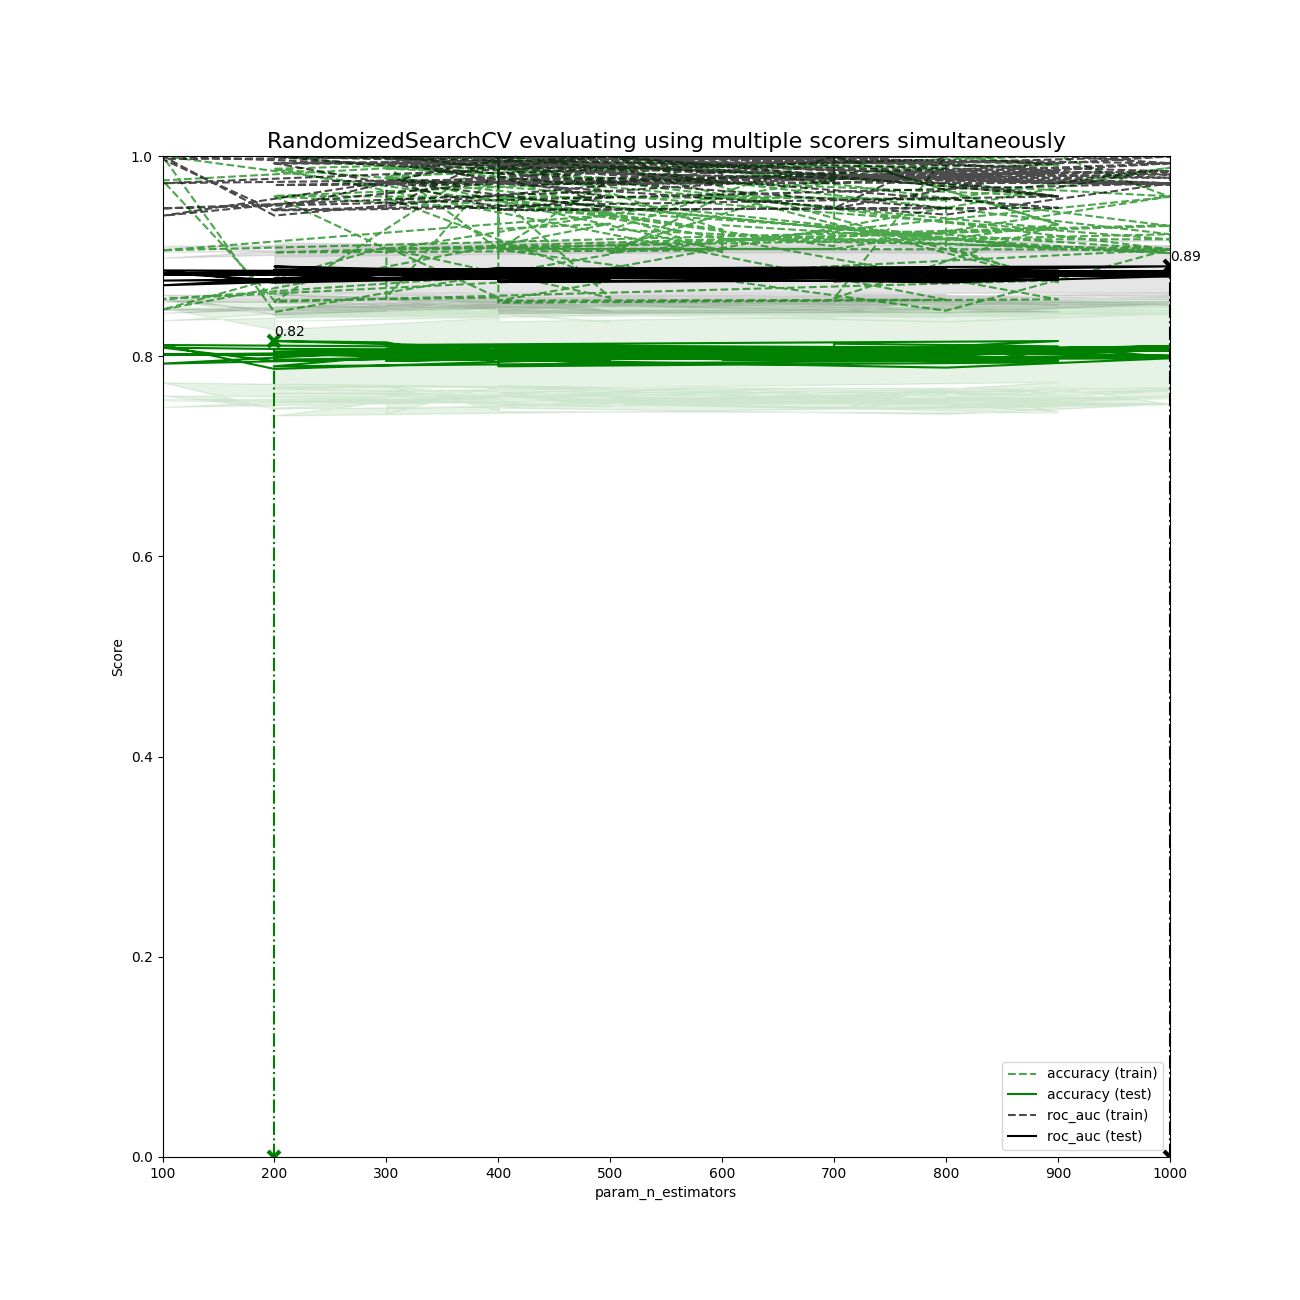 RandomizedSearchCV evaluating using multiple scorers simultaneously
1.0
0.89
0.82
0.8
0.6
Score
0.4
0.2
accuracy (train)
accuracy (test)
roc_auc (train)
roc_auc (test)
0.0
100 200 300 400 500 600 700 800 900 1000
param_n_estimators